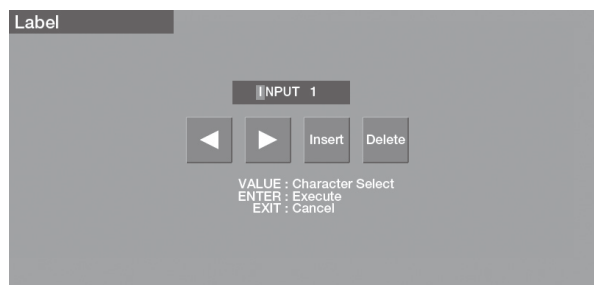 Label
INPUT 1
Insert Delete
VALUE : Character Select
ENTER : Execute
EXIT : Cancel